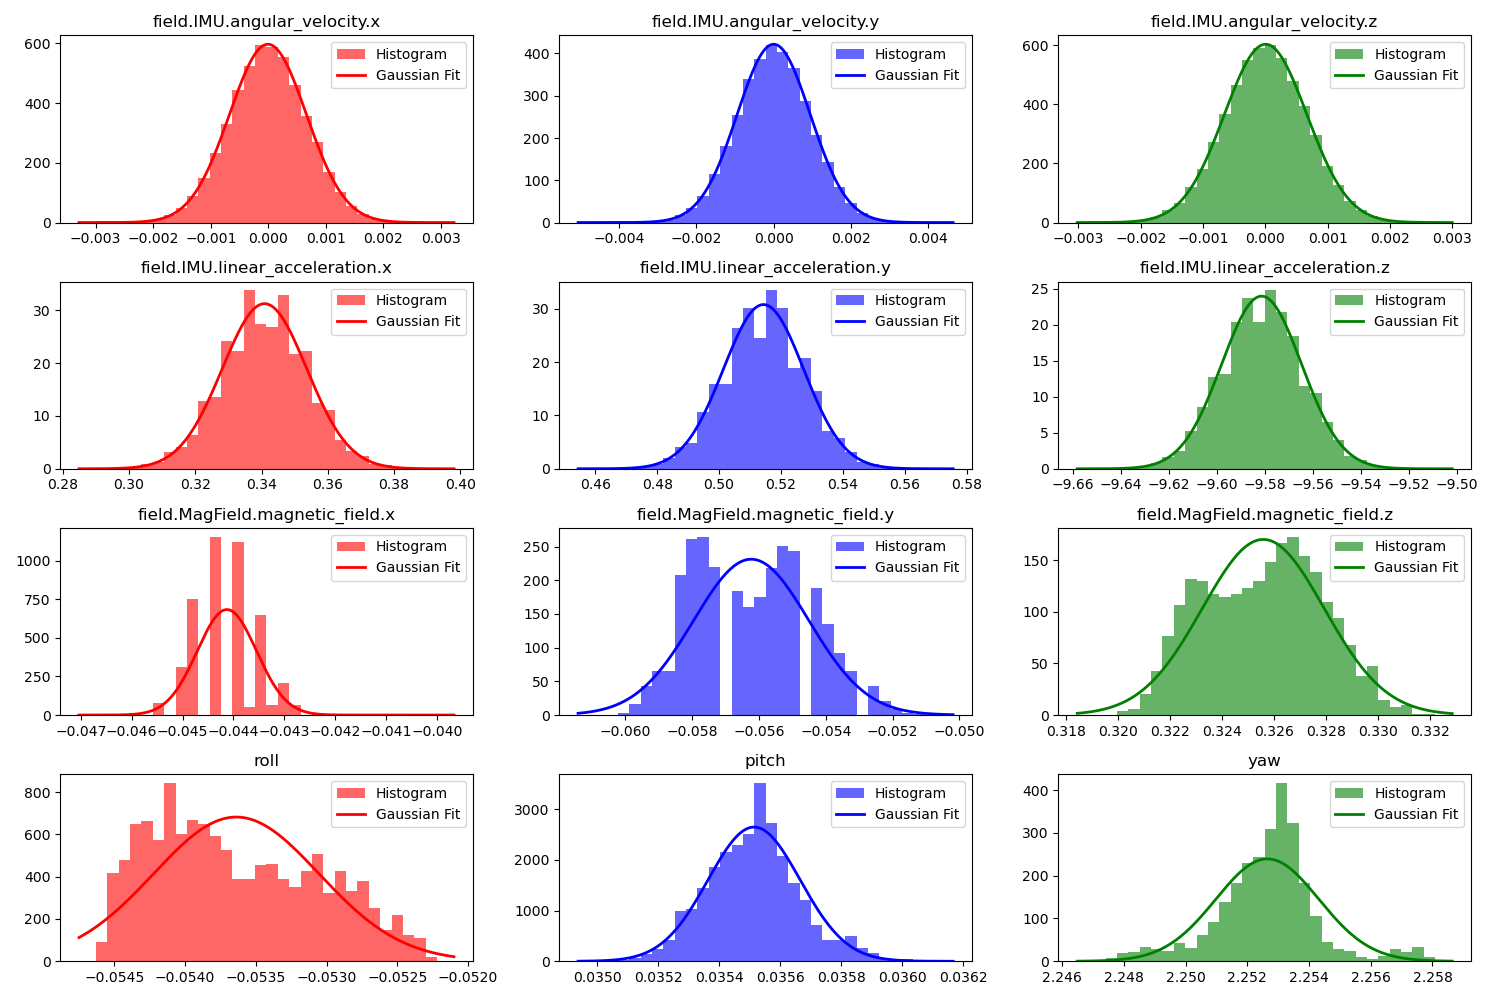 field.IMU.angular_velocity.x
600
400
200
0
Histogram
Gaussian Fit
−0.003 −0.002 −0.001 0.000 0.001 0.002 0.003
field.IMU.angular_velocity.y
400
300
200
100
0
Histogram
Gaussian Fit
−0.004 −0.002 0.000 0.002 0.004
field.IMU.angular_velocity.z
600
400
200
0
Histogram
Gaussian Fit
−0.003 −0.002 −0.001 0.000 0.001 0.002 0.003
field.IMU.linear_acceleration.x
30
20
10
0
Histogram
Gaussian Fit
0.28 0.30 0.32 0.34 0.36 0.38 0.40
field.IMU.linear_acceleration.y
30
20
10
0
Histogram
Gaussian Fit
0.46 0.48 0.50 0.52 0.54 0.56 0.58
field.IMU.linear_acceleration.z
25
20
15
10
5
0
Histogram
Gaussian Fit
−9.66 −9.64 −9.62 −9.60 −9.58 −9.56 −9.54 −9.52 −9.50
field.MagField.magnetic_field.x
1000
750
500
250
0
Histogram
Gaussian Fit
−0.047 −0.046 −0.045 −0.044 −0.043 −0.042 −0.041 −0.040
field.MagField.magnetic_field.y
250
200
150
100
50
0
Histogram
Gaussian Fit
−0.060 −0.058 −0.056 −0.054 −0.052 −0.050
field.MagField.magnetic_field.z
150
100
50
0
Histogram
Gaussian Fit
0.318 0.320 0.322 0.324 0.326 0.328 0.330 0.332
roll
800
600
400
200
0
Histogram
Gaussian Fit
−0.0545 −0.0540 −0.0535 −0.0530 −0.0525 −0.0520
pitch
3000
2000
1000
0
Histogram
Gaussian Fit
0.0350 0.0352 0.0354 0.0356 0.0358 0.0360 0.0362
yaw
400
300
200
100
0
Histogram
Gaussian Fit
2.246 2.248 2.250 2.252 2.254 2.256 2.258